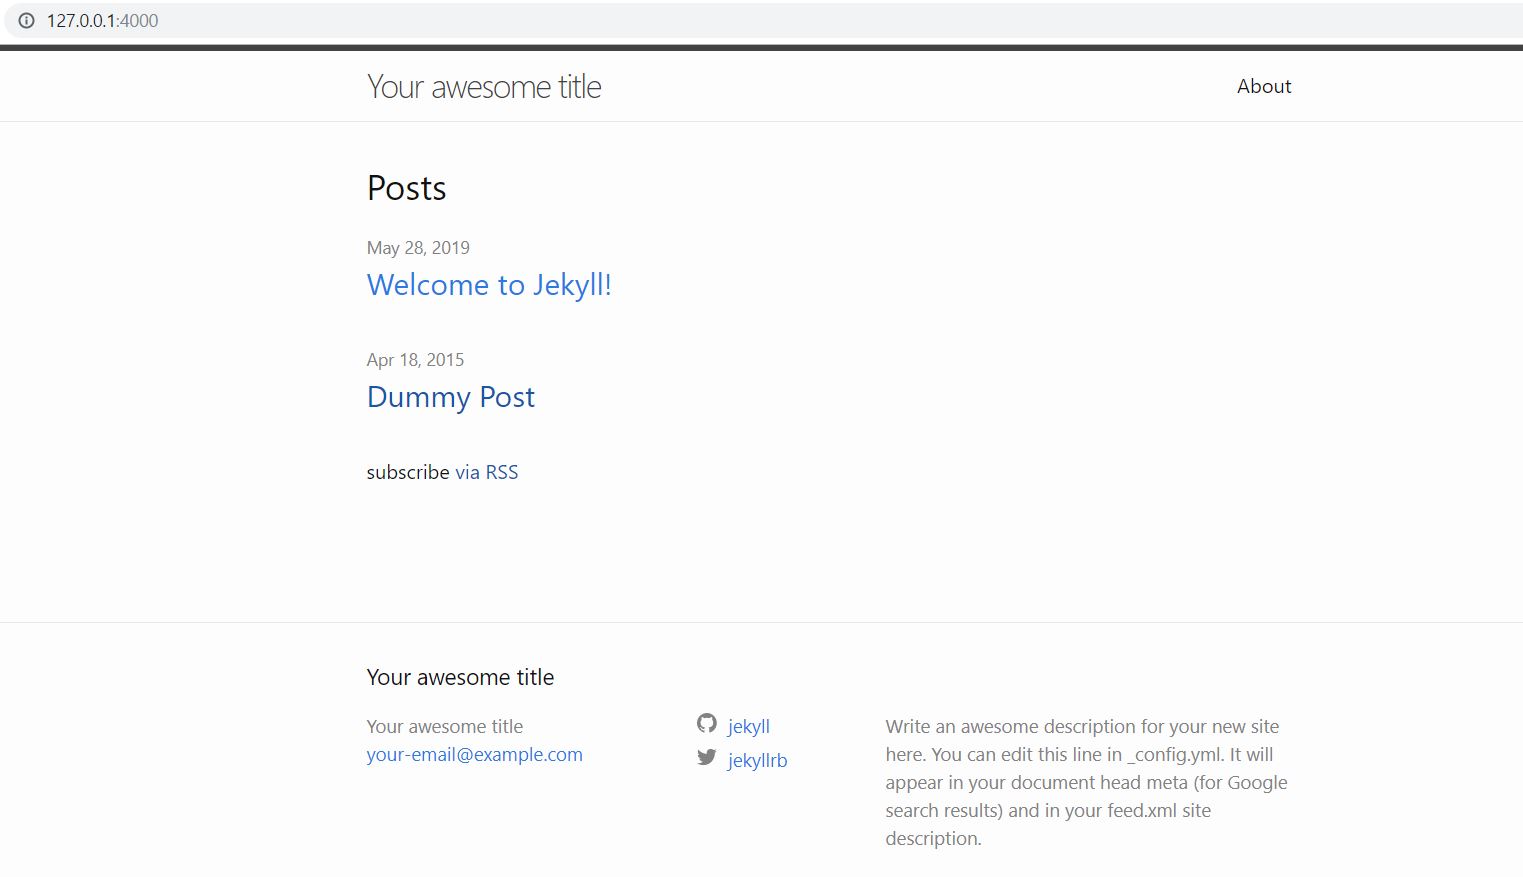 127.0.0.1:4000
Your awesome title
About
Posts
May 28, 2019
Welcome to Jekyll!
Apr 18, 2015
Dummy Post
subscribe via RSS
Your awesome title
Your awesome title
your-email@example.com
jekyll
jekyllrb
Write an awesome description for your new site
here. You can edit this line in _config.yml. It will
appear in your document head meta (for Google
search results) and in your feed.xml site
description.